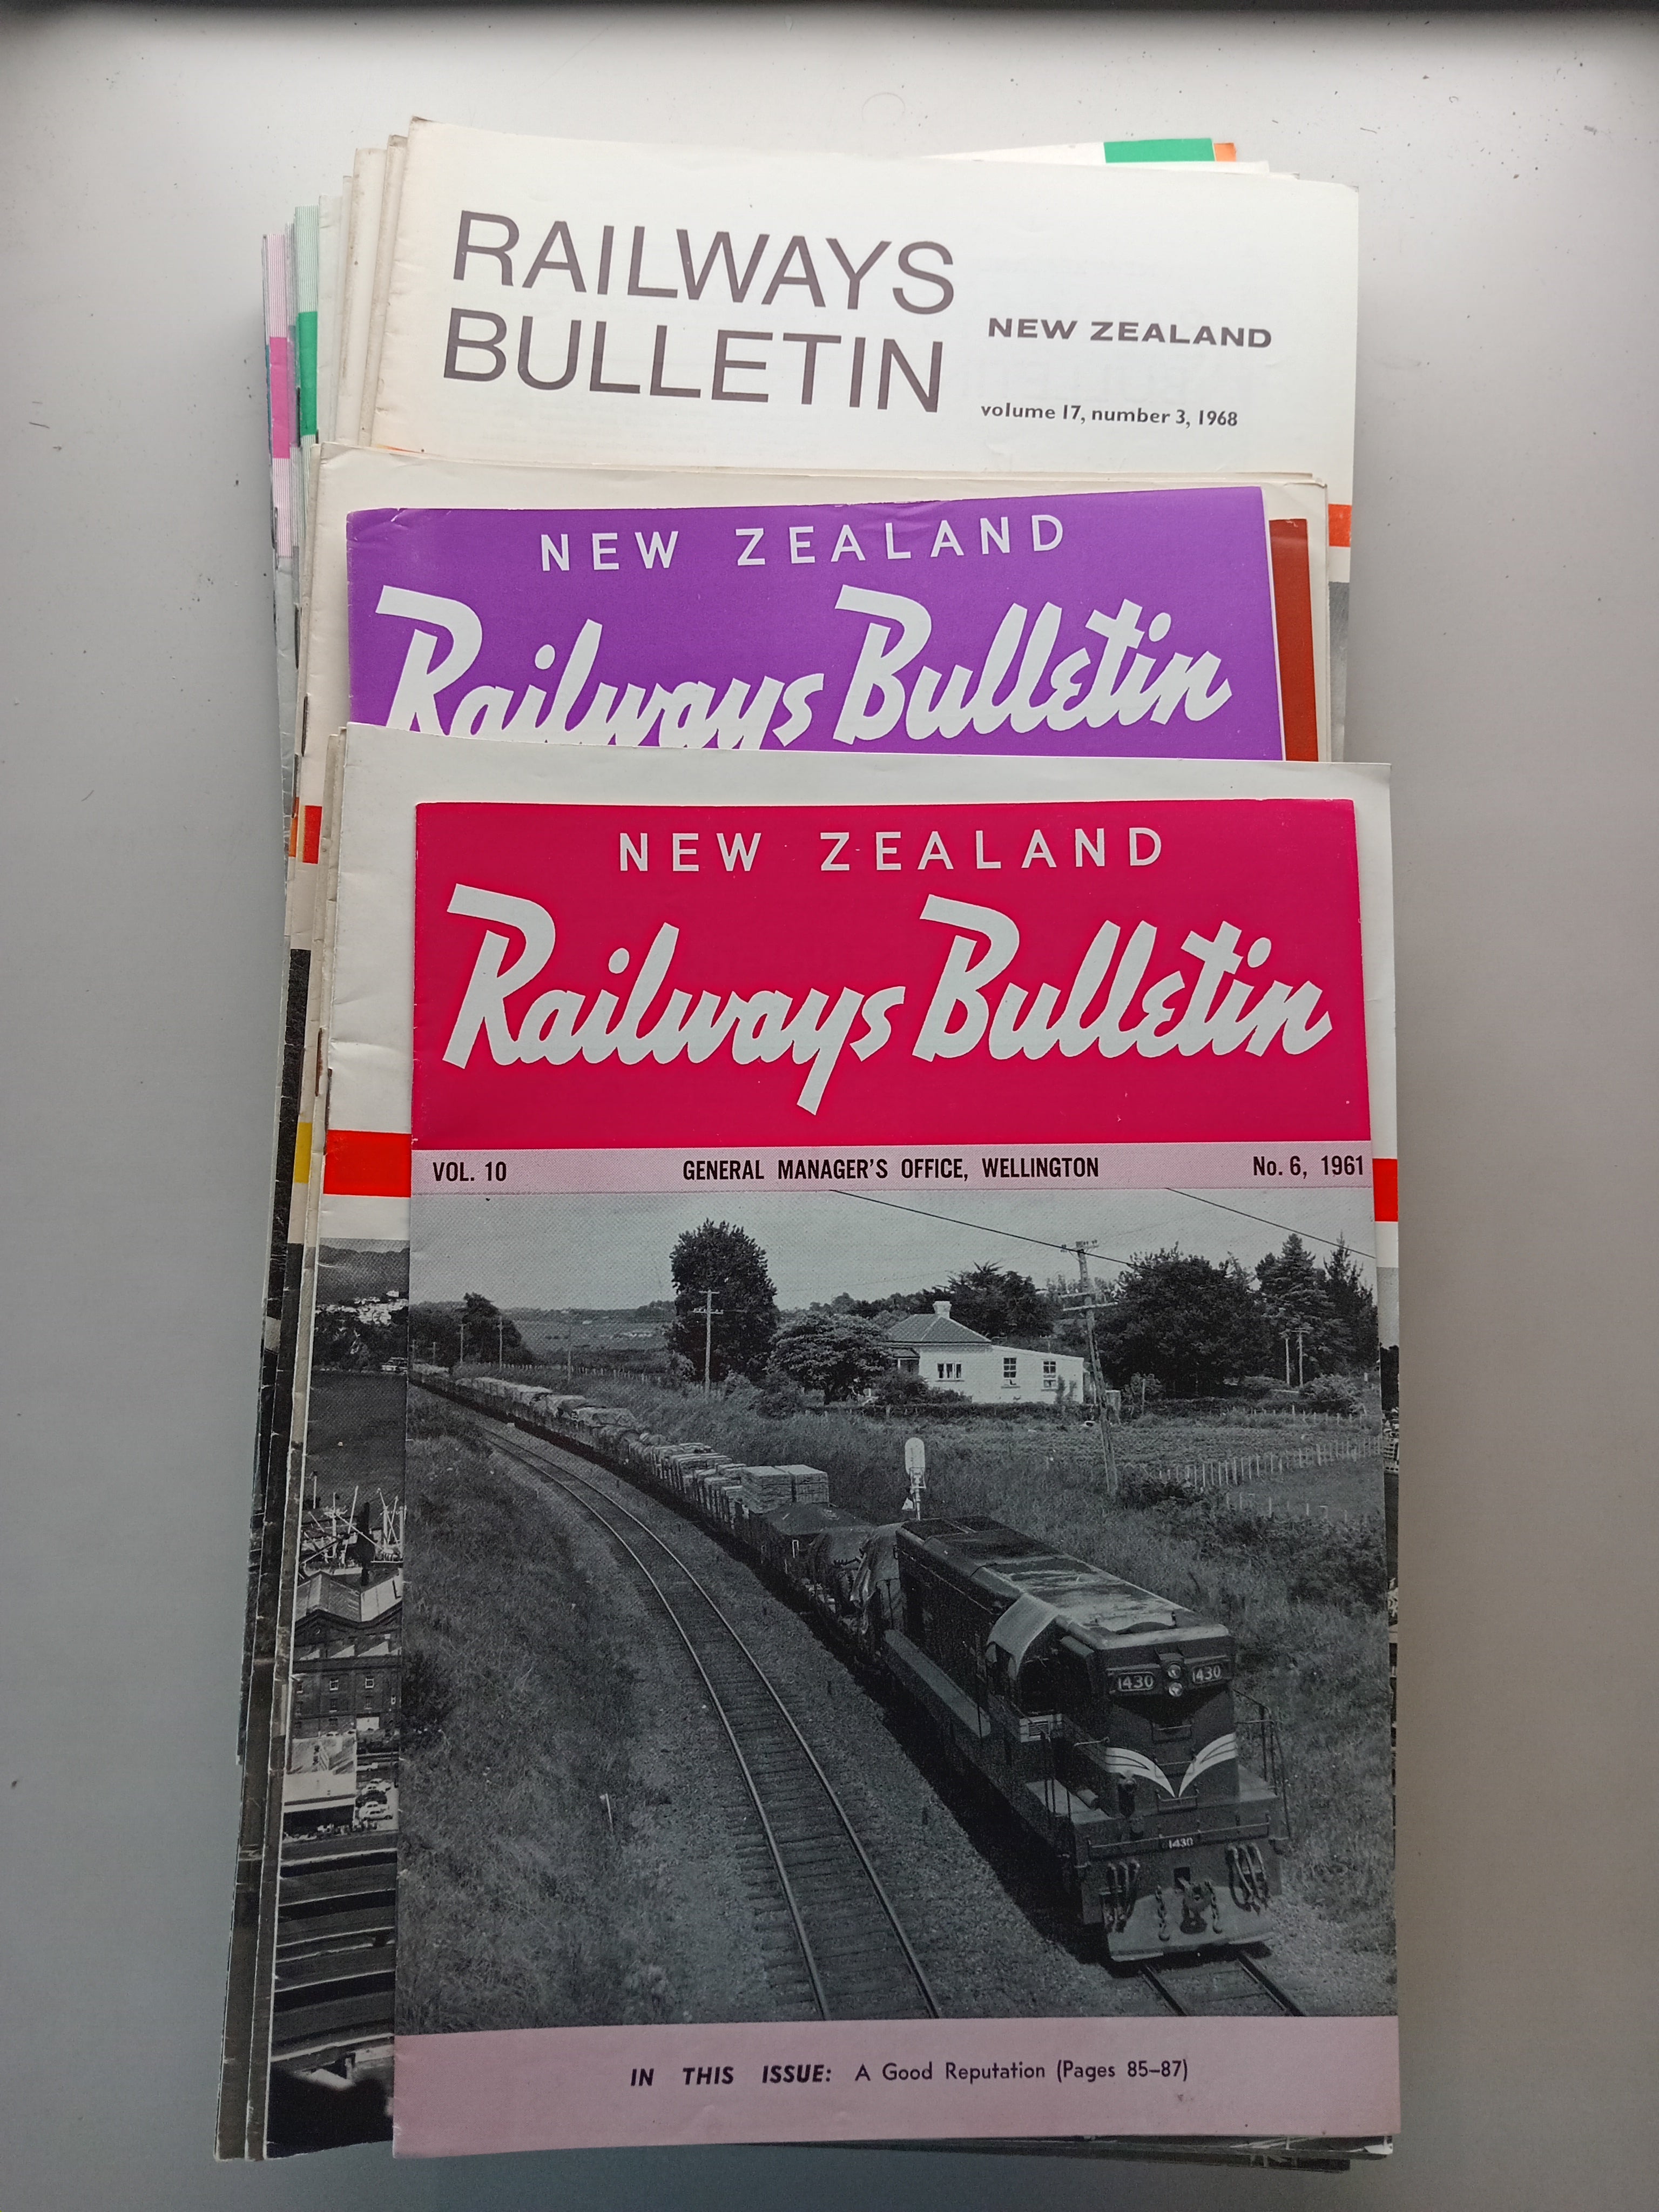 RAILWAYS
BULLETIN
NEW ZEALAND
volume 17, number 3, 1968
NEW ZEALAND
Railways Bulletin
NEW ZEALAND
Railways Bulletin
VOL. 10 GENERAL MANAGER'S OFFICE, WELLINGTON No. 6, 1961
1430 1430
1430
IN THIS ISSUE: A Good Reputation (Pages 85–87)